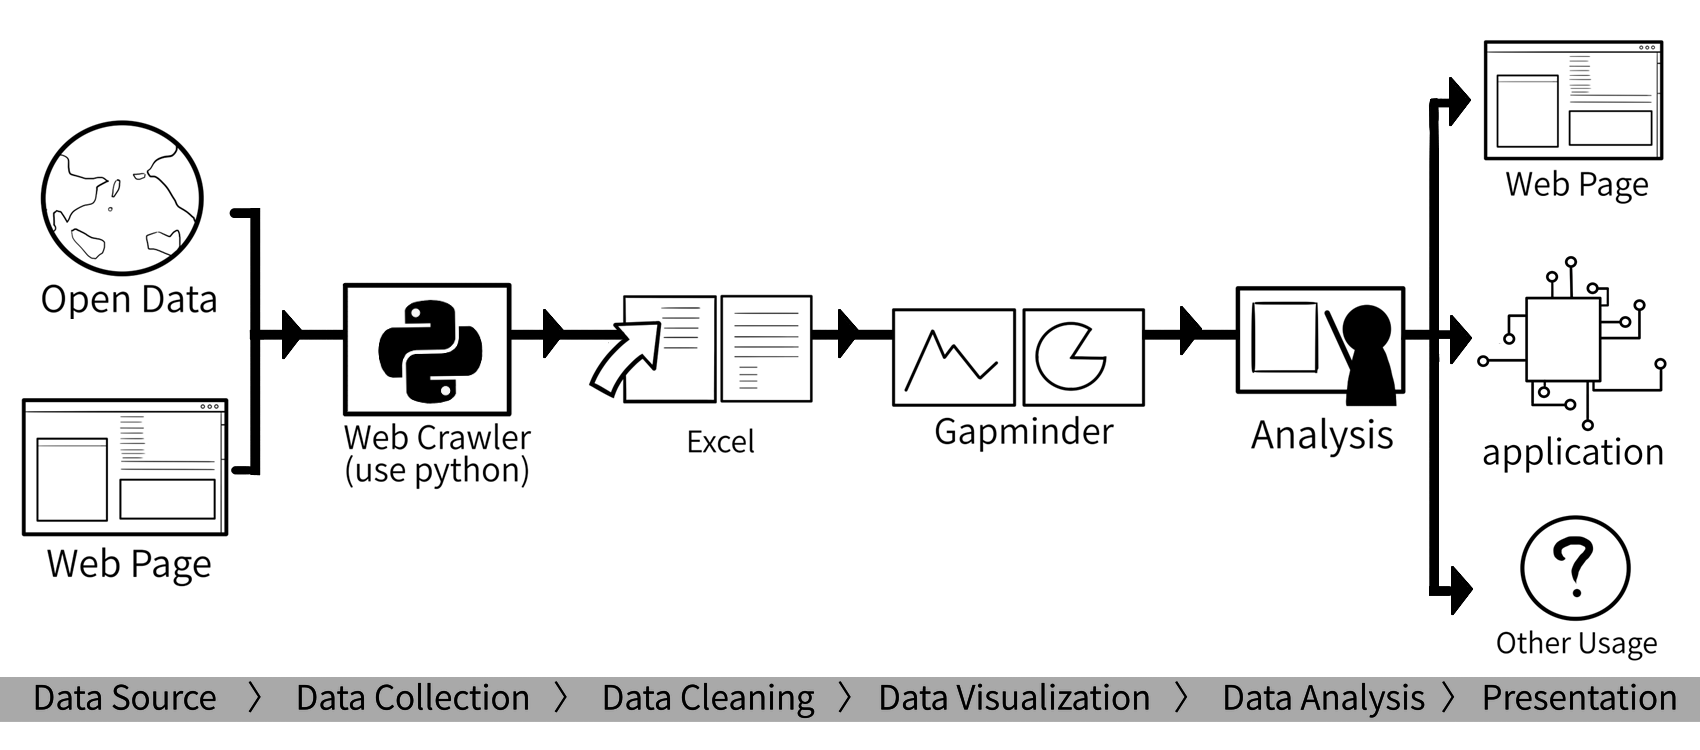 Open Data
Web Page
Web Crawler
(use python)
Excel
Gapminder
Analysis
Web Page
application
?
Other Usage
Data Source 〉 Data Collection 〉 Data Cleaning 〉 Data Visualization 〉 Data Analysis 〉 Presentation